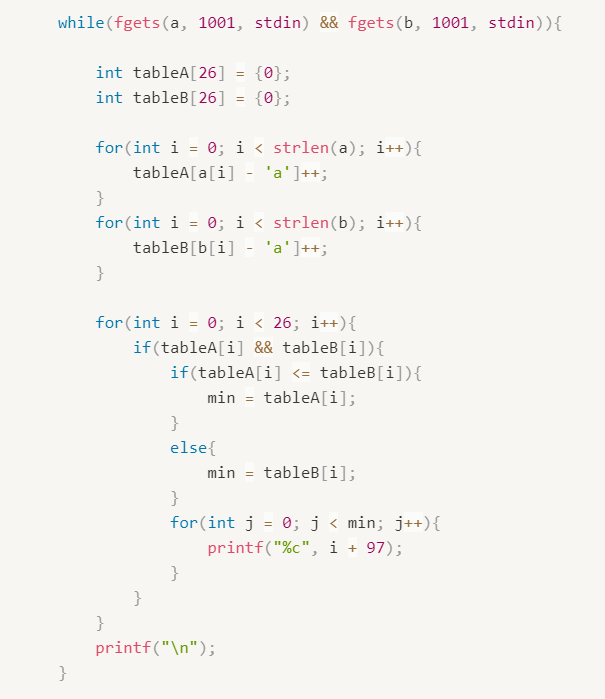 while(fgets(a, 1001, stdin) && fgets(b, 1001, stdin)){
int tableA[26] = {0};
int tableB[26] = {0};
for(int i = 0; i < strlen(a); i++){
tableA[a[i] - 'a']++;
}
for(int i = 0; i < strlen(b); i++){
tableB[b[i] - 'a']++;
}
for(int i = 0; i < 26; i++){
if(tableA[i] && tableB[i]){
if(tableA[i] <= tableB[i]){
min = tableA[i];
}
else{
min = tableB[i];
}
for(int j = 0; j < min; j++){
printf("%c", i + 97);
}
}
}
printf("\n");
}